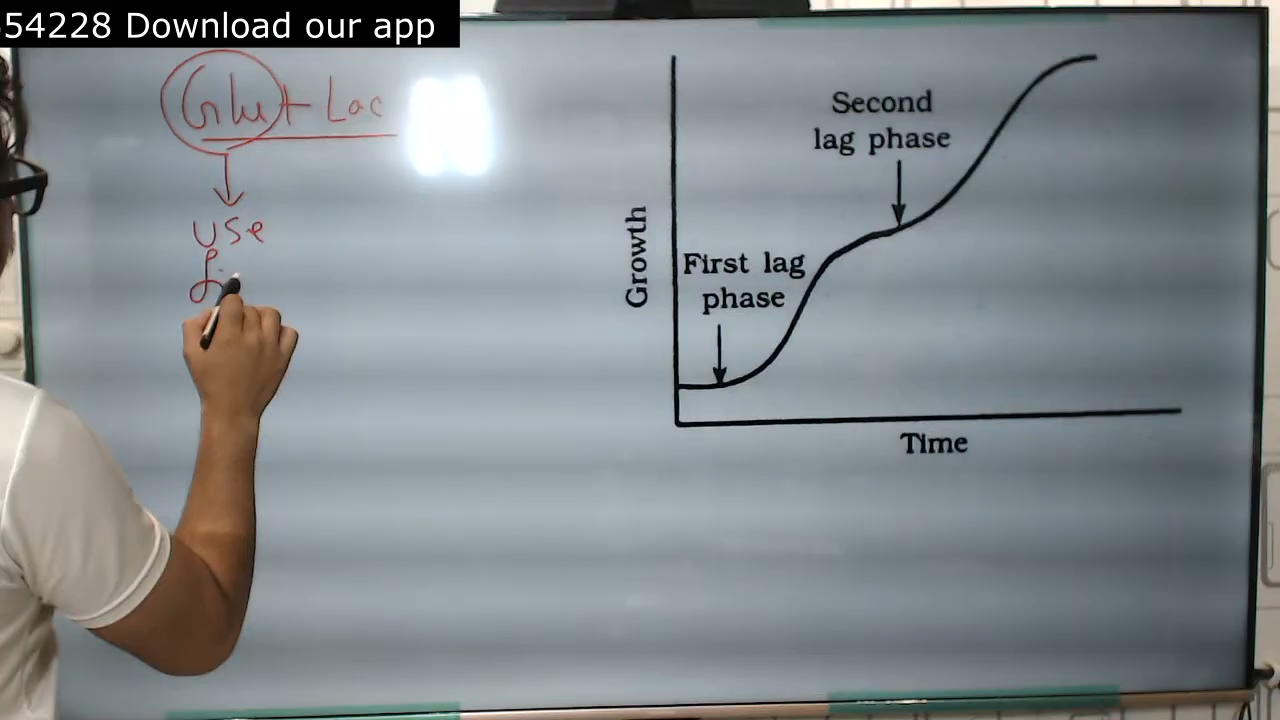 54228 Download our app
Glu + Lac
use
Second
lag phase
First lag
phase
Growth
Time